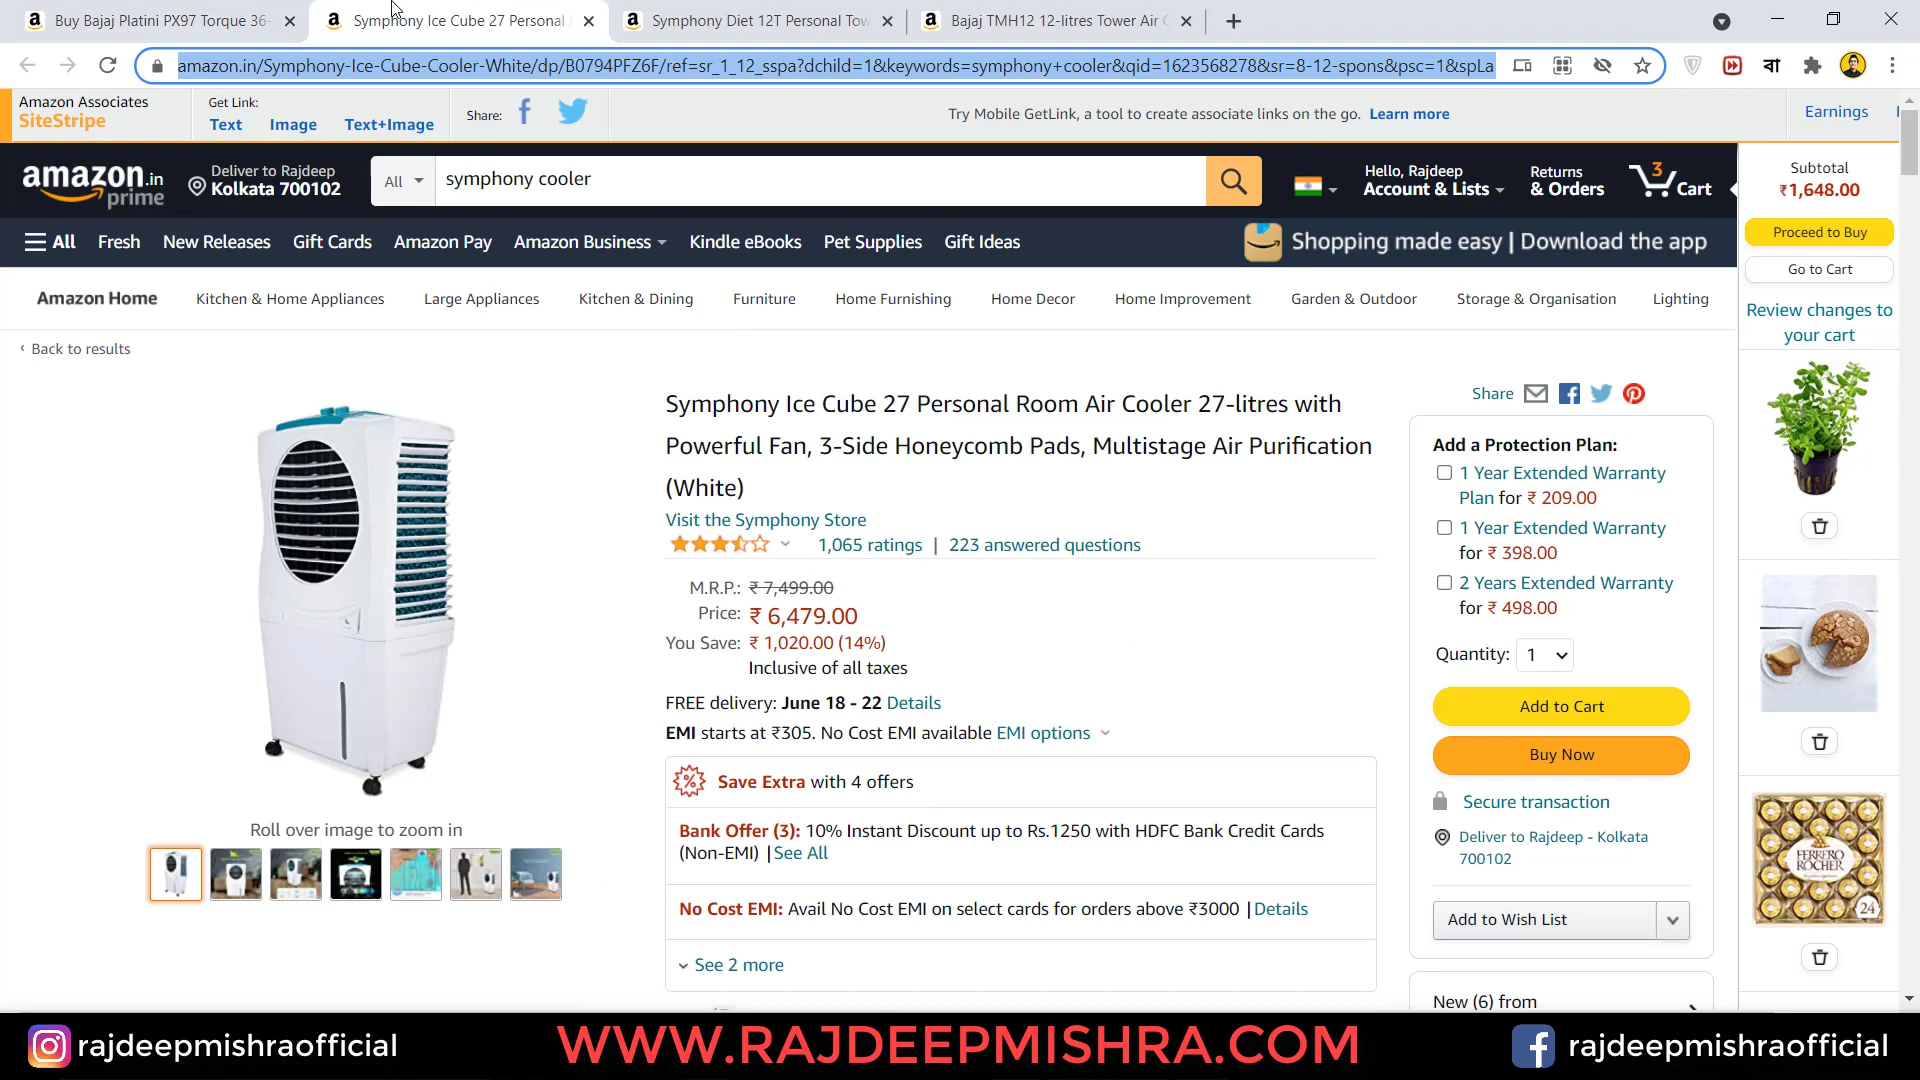 Buy Bajaj Platini PX97 Torque 36-
Symphony Ice Cube 27 Personal
Symphony Diet 12T Personal Tow
Bajaj TMH12 12-litres Tower Air C
amazon.in/Symphony-Ice-Cube-Cooler-White/dp/B0794PFZ6F/ref=sr_1_12_sspa?dchild=1&keywords=symphony+cooler&qid=1623568278&sr=8-12-spons&psc=1&spLa
বা
Amazon Associates
SiteStripe
Get Link:
Text Image Text+Image
Share:
Try Mobile GetLink, a tool to create associate links on the go. Learn more
Earnings
amazon.in
prime
Deliver to Rajdeep
Kolkata 700102
All
symphony cooler
Hello, Rajdeep
Account & Lists
Returns
& Orders
3
Cart
All Fresh New Releases Gift Cards Amazon Pay Amazon Business Kindle eBooks Pet Supplies Gift Ideas
Shopping made easy | Download the app
Amazon Home Kitchen & Home Appliances Large Appliances Kitchen & Dining Furniture Home Furnishing Home Decor Home Improvement Garden & Outdoor Storage & Organisation Lighting
‹ Back to results
Symphony Ice Cube 27 Personal Room Air Cooler 27-litres with
Powerful Fan, 3-Side Honeycomb Pads, Multistage Air Purification
(White)
Visit the Symphony Store
1,065 ratings | 223 answered questions
M.R.P.: ₹ 7,499.00
Price: ₹ 6,479.00
You Save: ₹ 1,020.00 (14%)
Inclusive of all taxes
FREE delivery: June 18 - 22 Details
EMI starts at ₹305. No Cost EMI available EMI options
Save Extra with 4 offers
Bank Offer (3): 10% Instant Discount up to Rs.1250 with HDFC Bank Credit Cards
(Non-EMI) |See All
No Cost EMI: Avail No Cost EMI on select cards for orders above ₹3000 |Details
See 2 more
Roll over image to zoom in
Share
Add a Protection Plan:
1 Year Extended Warranty
Plan for ₹ 209.00
1 Year Extended Warranty
for ₹ 398.00
2 Years Extended Warranty
for ₹ 498.00
Quantity: 1
Add to Cart
Buy Now
Secure transaction
Deliver to Rajdeep - Kolkata
700102
Add to Wish List
New (6) from
Subtotal
₹1,648.00
Proceed to Buy
Go to Cart
Review changes to
your cart
FERRERO
ROCHER
24
rajdeepmishraofficial
WWW.RAJDEEPMISHRA.COM
rajdeepmishraofficial